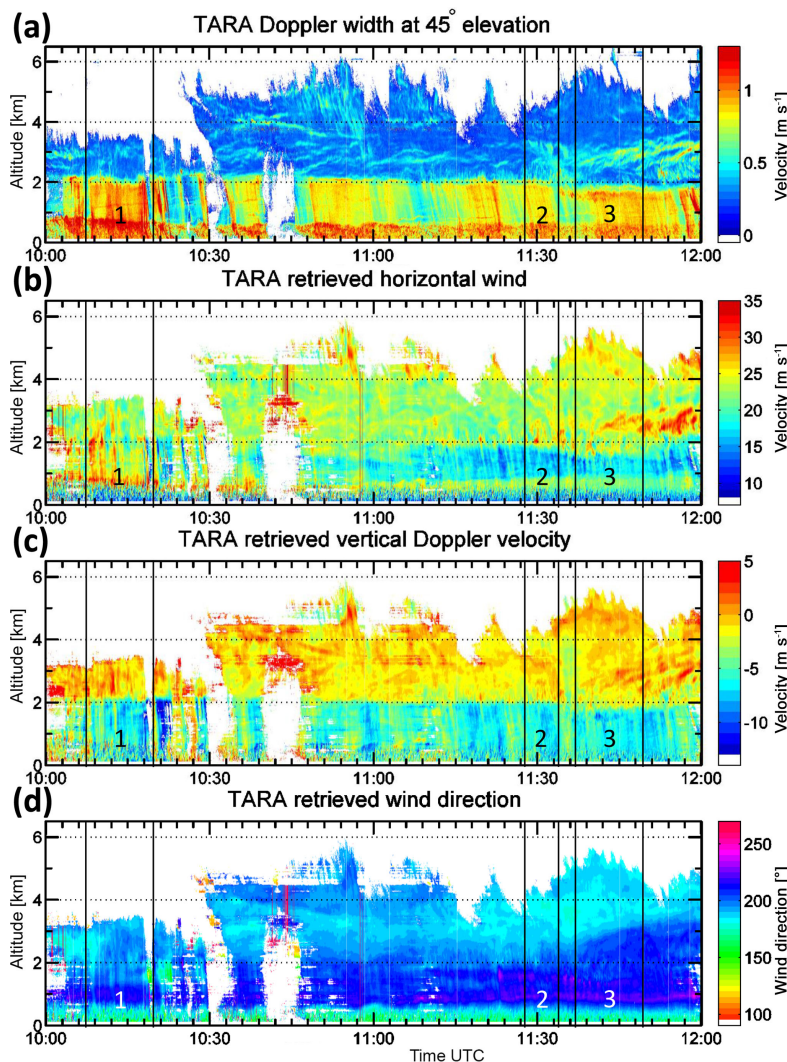 (a) TARA Doppler width at 45° elevation
Altitude [km]
6
4
2
0
1
2
3
10:00 10:30 11:00 11:30 12:00
1
0.5
0
Velocity [m s⁻¹]
(b) TARA retrieved horizontal wind
Altitude [km]
6
4
2
0
1
2
3
10:00 10:30 11:00 11:30 12:00
35
30
25
20
15
10
Velocity [m s⁻¹]
(c) TARA retrieved vertical Doppler velocity
Altitude [km]
6
4
2
0
1
2
3
10:00 10:30 11:00 11:30 12:00
5
0
-5
-10
Velocity [m s⁻¹]
(d) TARA retrieved wind direction
Altitude [km]
6
4
2
0
1
2
3
10:00 10:30 11:00 11:30 12:00
Time UTC
250
200
150
100
Wind direction [°]